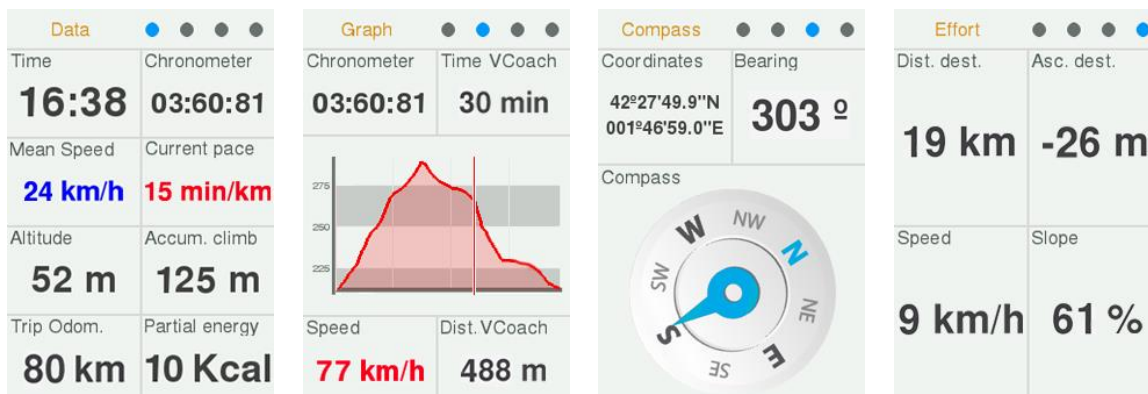 Data
Time
Chronometer
16:38
03:60:81
Mean Speed
Current pace
24 km/h
15 min/km
Altitude
Accum. climb
52 m
125 m
Trip Odom.
Partial energy
80 km
10 Kcal
Graph
Chronometer
Time VCoach
03:60:81
30 min
275
250
225
Speed
Dist.VCoach
77 km/h
488 m
Compass
Coordinates
Bearing
42º27'49.9"N
001º46'59.0"E
303 º
Compass
N
NE
E
SE
S
SW
W
NW
Effort
Dist. dest.
Asc. dest.
19 km
-26 m
Speed
Slope
9 km/h
61 %